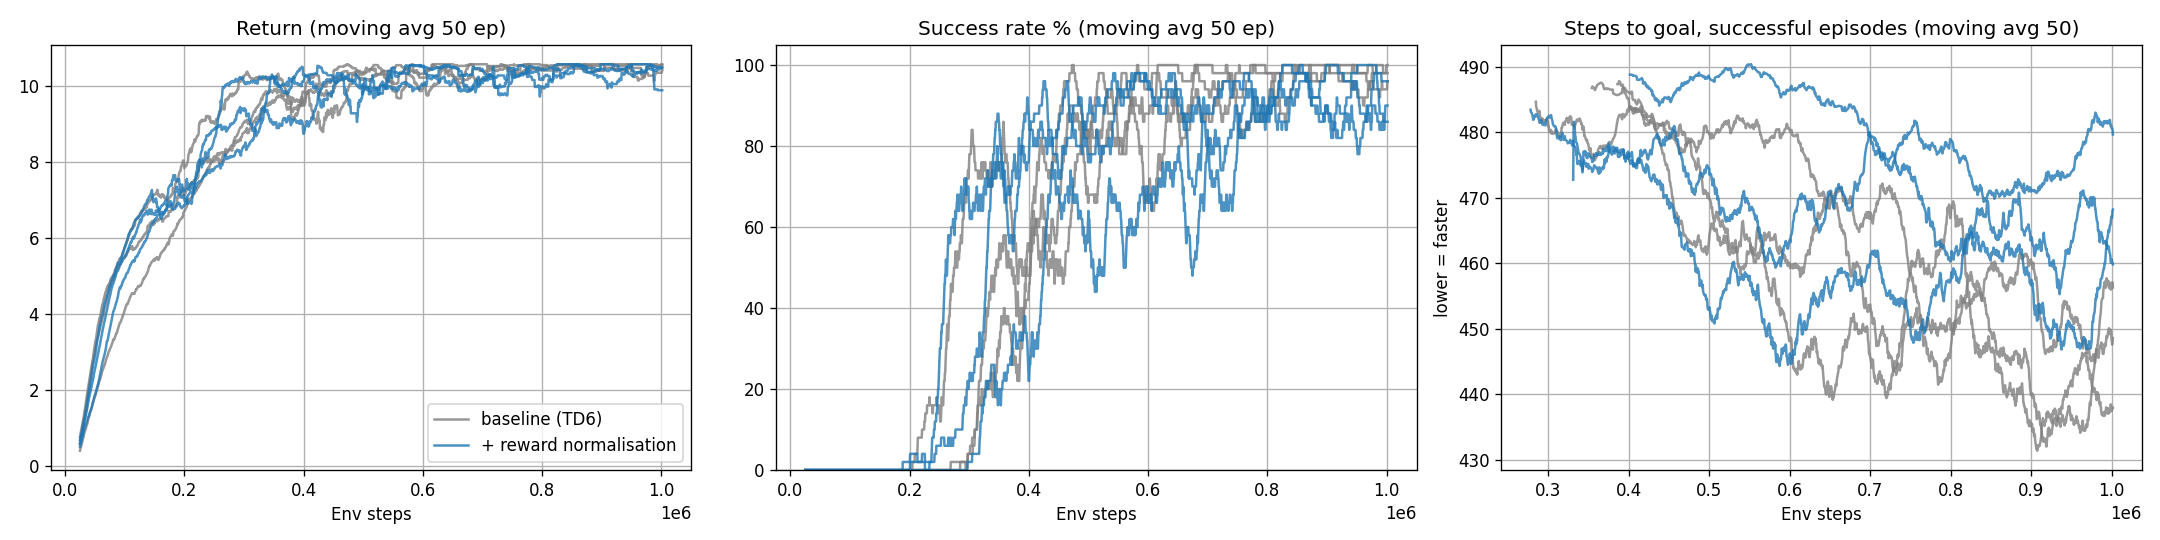 Return (moving avg 50 ep)
10
8
6
4
2
0
0.0 0.2 0.4 0.6 0.8 1.0
Env steps
1e6
baseline (TD6)
+ reward normalisation
Success rate % (moving avg 50 ep)
100
80
60
40
20
0
0.0 0.2 0.4 0.6 0.8 1.0
Env steps
1e6
Steps to goal, successful episodes (moving avg 50)
lower = faster
490
480
470
460
450
440
430
0.3 0.4 0.5 0.6 0.7 0.8 0.9 1.0
Env steps
1e6